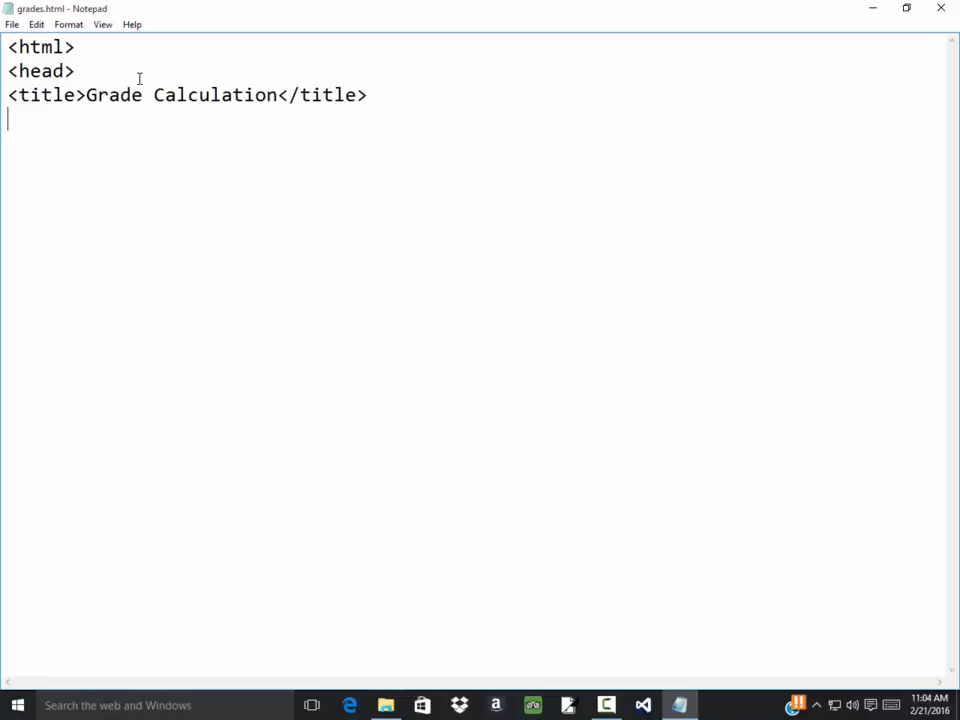 grades.html - Notepad
File Edit Format View Help
<html>
<head>
<title>Grade Calculation</title>
Search the web and Windows
11:04 AM
2/21/2016